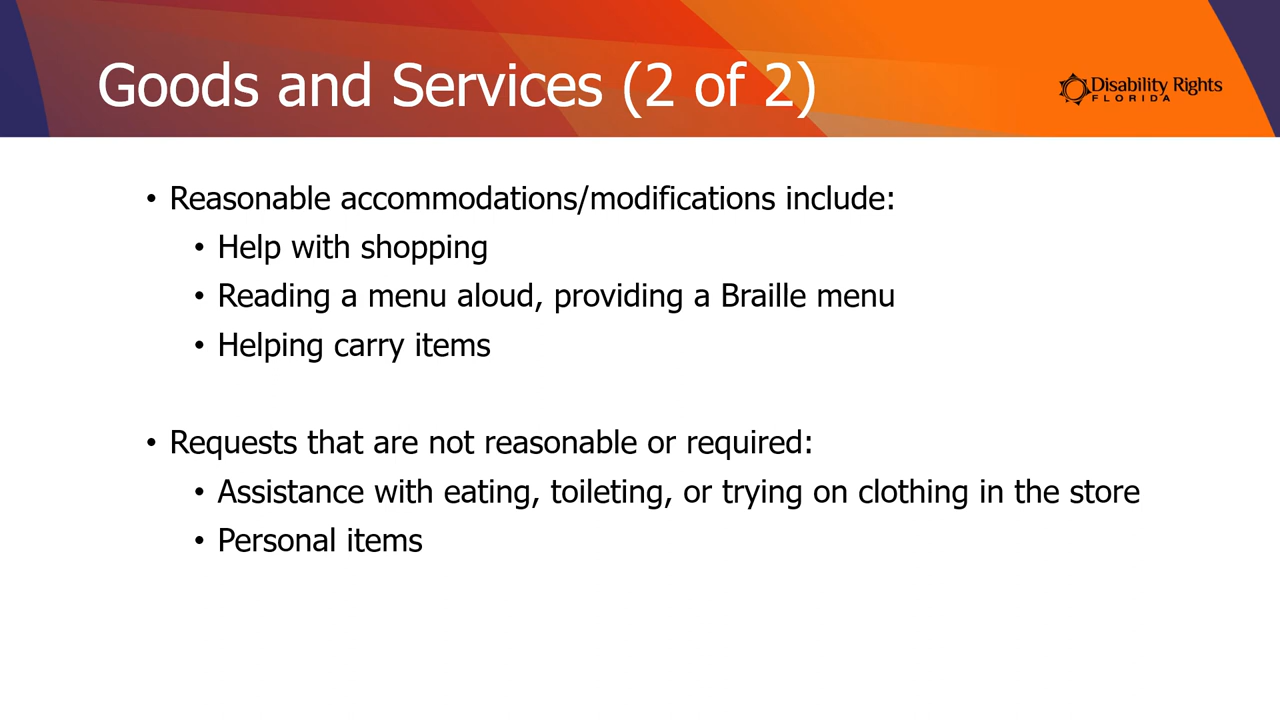 Goods and Services (2 of 2)
Disability Rights
FLORIDA
• Reasonable accommodations/modifications include:
• Help with shopping
• Reading a menu aloud, providing a Braille menu
• Helping carry items
• Requests that are not reasonable or required:
• Assistance with eating, toileting, or trying on clothing in the store
• Personal items